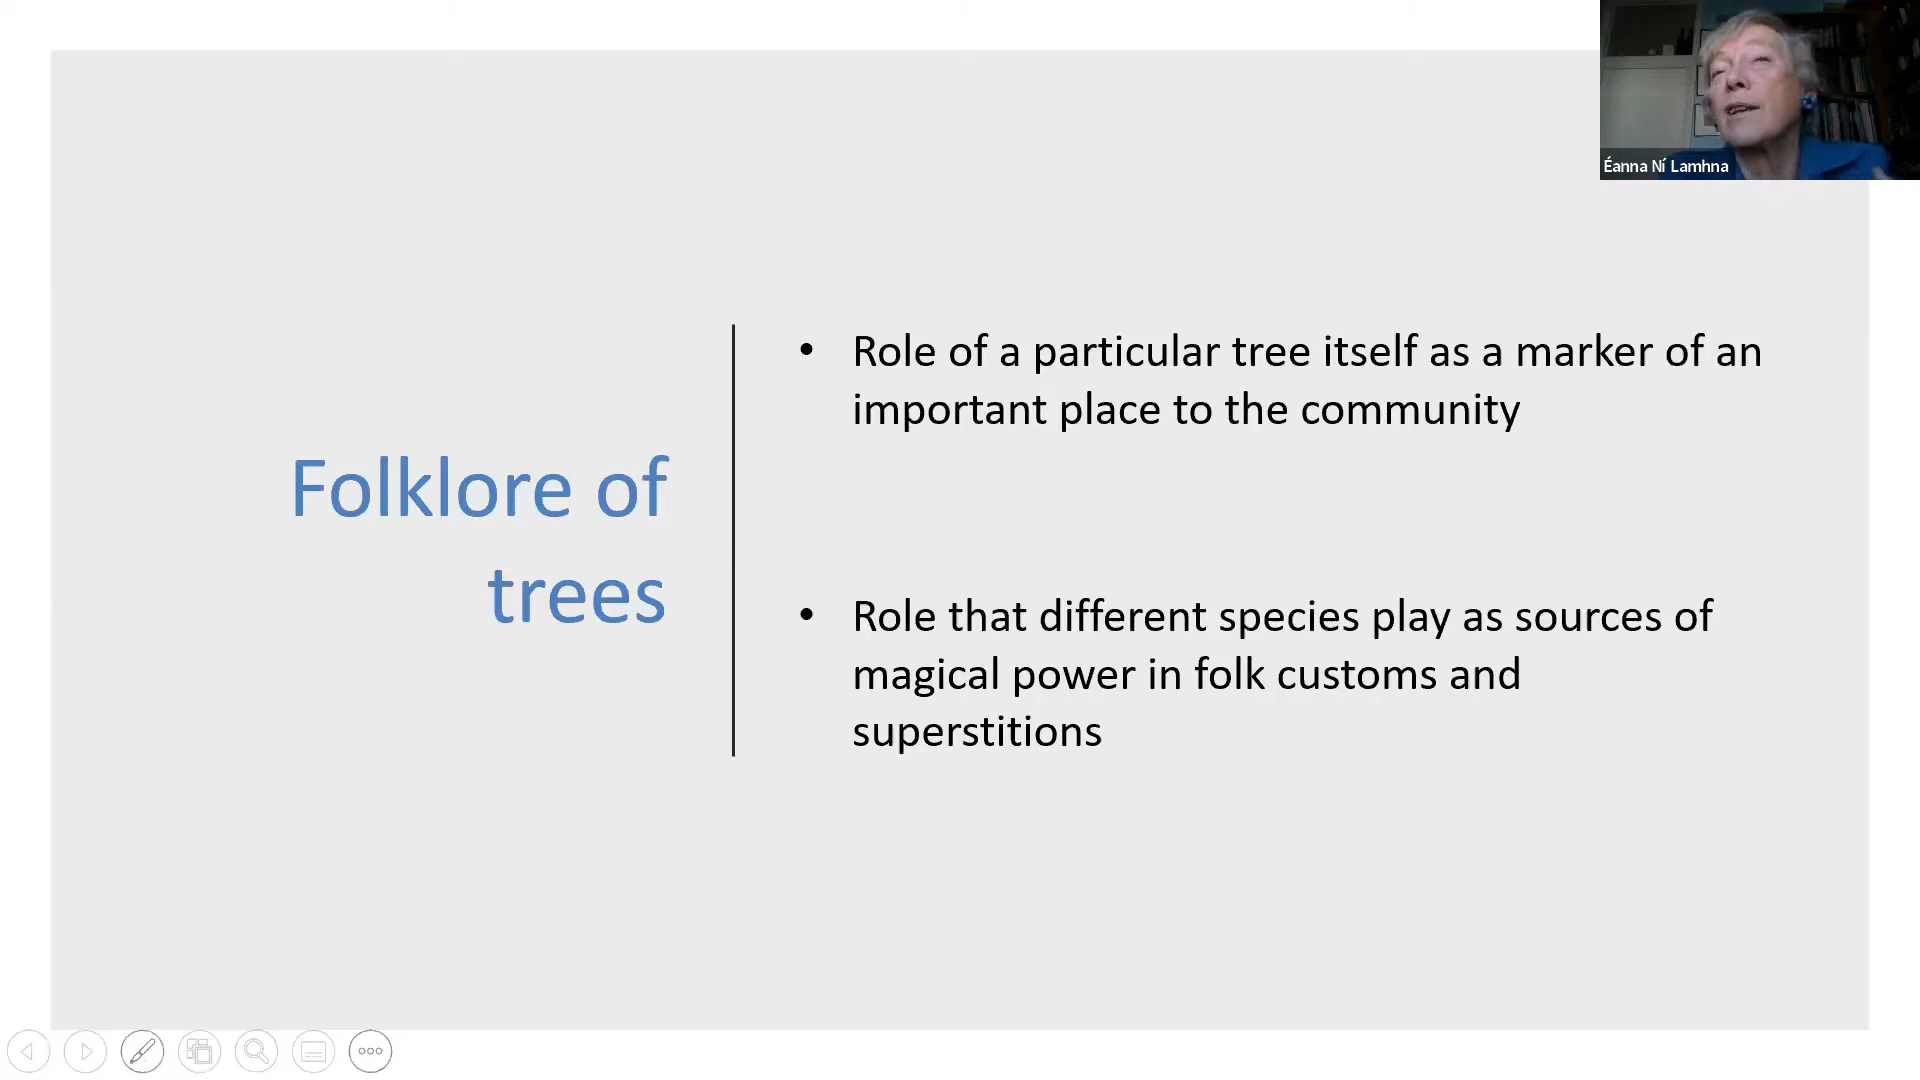 Éanna Ní Lamhna
Folklore of
trees
• Role of a particular tree itself as a marker of an
important place to the community
• Role that different species play as sources of
magical power in folk customs and
superstitions